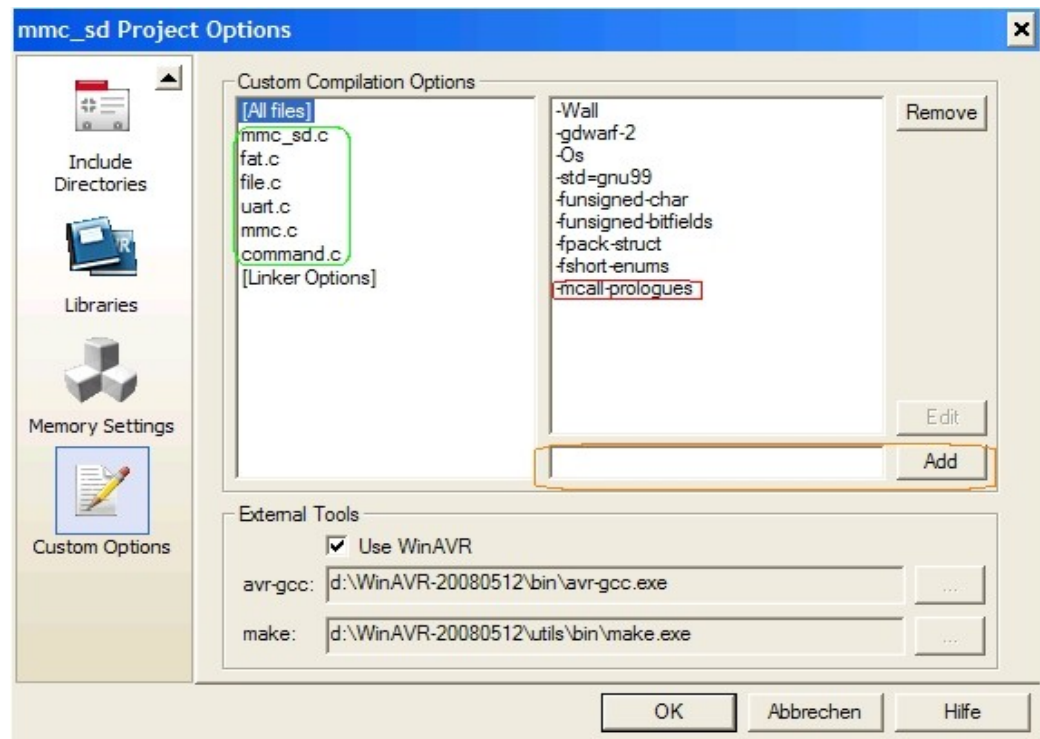 mmc_sd Project Options
Include
Directories
Libraries
Memory Settings
Custom Options
Custom Compilation Options
[All files]
mmc_sd.c
fat.c
file.c
uart.c
mmc.c
command.c
[Linker Options]
-Wall
-gdwarf-2
-Os
-std=gnu99
-funsigned-char
-funsigned-bitfields
-fpack-struct
-fshort-enums
-mcall-prologues
Remove
Edit
Add
External Tools
Use WinAVR
avr-gcc: d:\WinAVR-20080512\bin\avr-gcc.exe ...
make: d:\WinAVR-20080512\utils\bin\make.exe ...
OK Abbrechen Hilfe